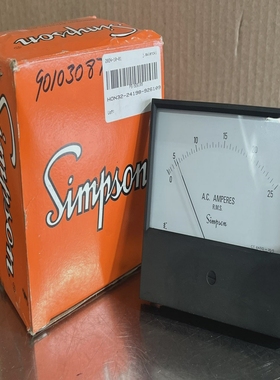 Simpson
90103087
Simpson
0
5
10
15
20
25
A.C. AMPERES
R.M.S.
Simpson